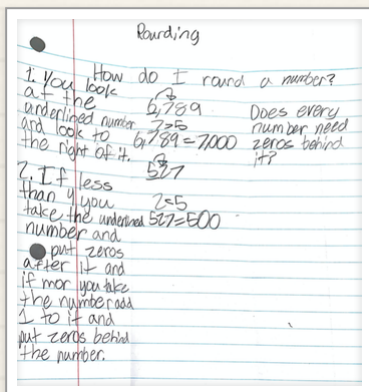 Rounding
How do I round a number?
1. You look
at the
underlined number
and look to
the right of it.
6,789
7>5
6,789=7,000
Does every
number need
zeros behind
it?
527
2<5
527=500
2. If less
than 4 you
take the underlined
number and
put zeros
after it and
if mor you take
the number add
1 to it and
put zeros behind
the number.